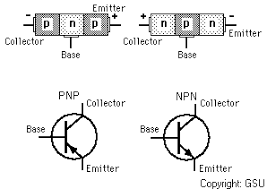 Emitter
- p n p +
Collector
Base
+ n p n -
Emitter
Collector
Base
PNP
Collector
Base
Emitter
NPN
Collector
Base
Emitter
Copyright: GSU